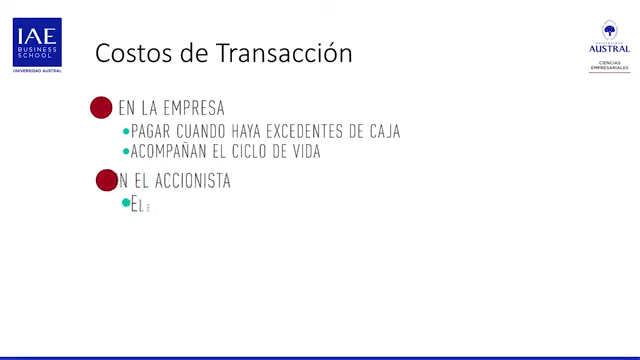 IAE
BUSINESS
SCHOOL
UNIVERSIDAD AUSTRAL
Costos de Transacción
UNIVERSIDAD
AUSTRAL
CIENCIAS
EMPRESARIALES
EN LA EMPRESA
PAGAR CUANDO HAYA EXCEDENTES DE CAJA
ACOMPAÑAN EL CICLO DE VIDA
N EL ACCIONISTA
EL E